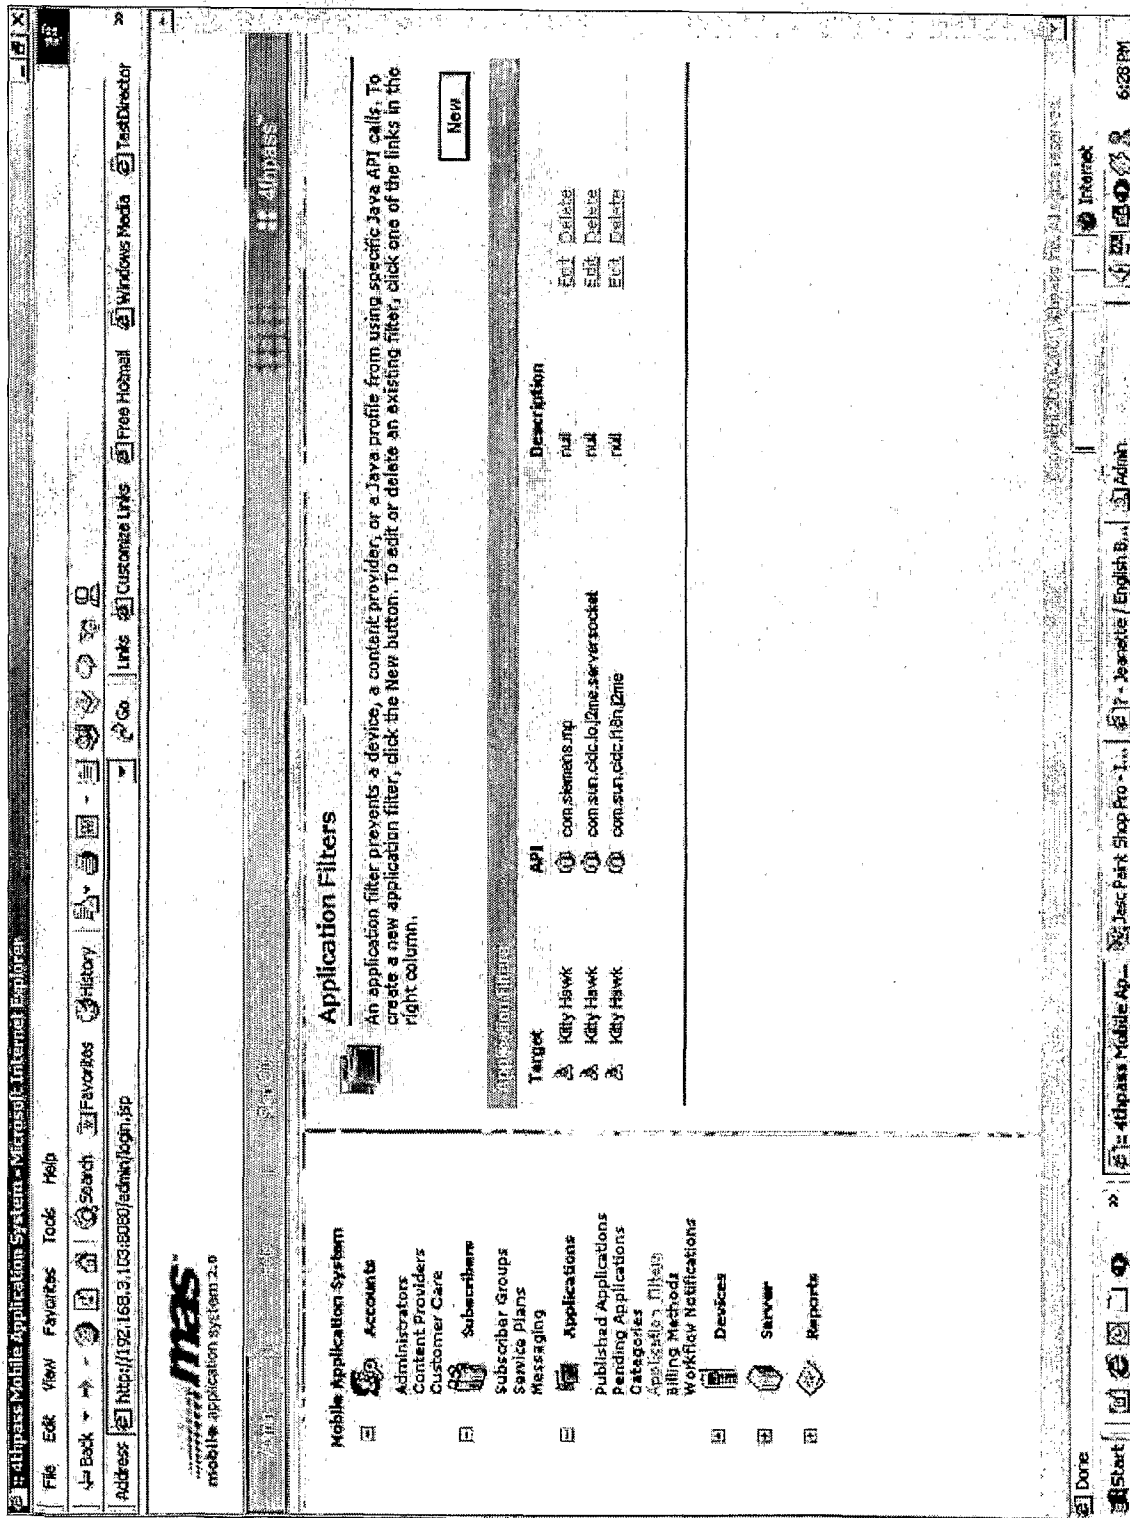 :: 4thpass Mobile Application System - Microsoft Internet Explorer
File Edit View Favorites Tools Help
Back Search Favorites History
Address http://192.168.3.103:8080/admin/login.jsp Go Links Customize Links Free Hotmail Windows Media TestDirector
mas
mobile application system 2.0
Sign Out
:: 4thpass
Mobile Application System
Accounts
Administrators
Content Providers
Customer Care
Subscribers
Subscriber Groups
Service Plans
Messaging
Applications
Published Applications
Pending Applications
Categories
Application Filters
Billing Methods
Workflow Notifications
Devices
Server
Reports
Application Filters
An application filter prevents a device, a content provider, or a Java profile from using specific Java API calls. To
create a new application filter, click the New button. To edit or delete an existing filter, click one of the links in the
right column.
New
Application Filters
Target API Description
Kitty Hawk com.siemens.mp null Edit Delete
Kitty Hawk com.sun.cldc.io.j2me.serversocket null Edit Delete
Kitty Hawk com.sun.cldc.i18n.j2me null Edit Delete
Done Internet
Start :: 4thpass Mobile Ap... Jasc Paint Shop Pro - I... ? - Jeanette / English B... Admin 6:28 PM